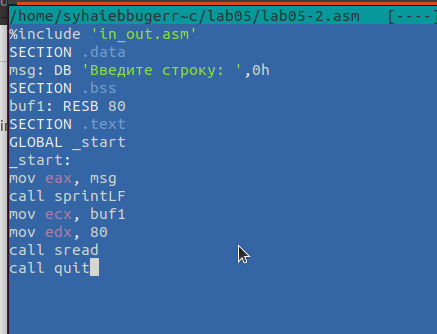 /home/syhaiebbugerr~c/lab05/lab05-2.asm [----]
%include 'in_out.asm'
SECTION .data
msg: DB 'Введите строку: ',0h
SECTION .bss
buf1: RESB 80
SECTION .text
GLOBAL _start
_start:
mov eax, msg
call sprintLF
mov ecx, buf1
mov edx, 80
call sread
call quit